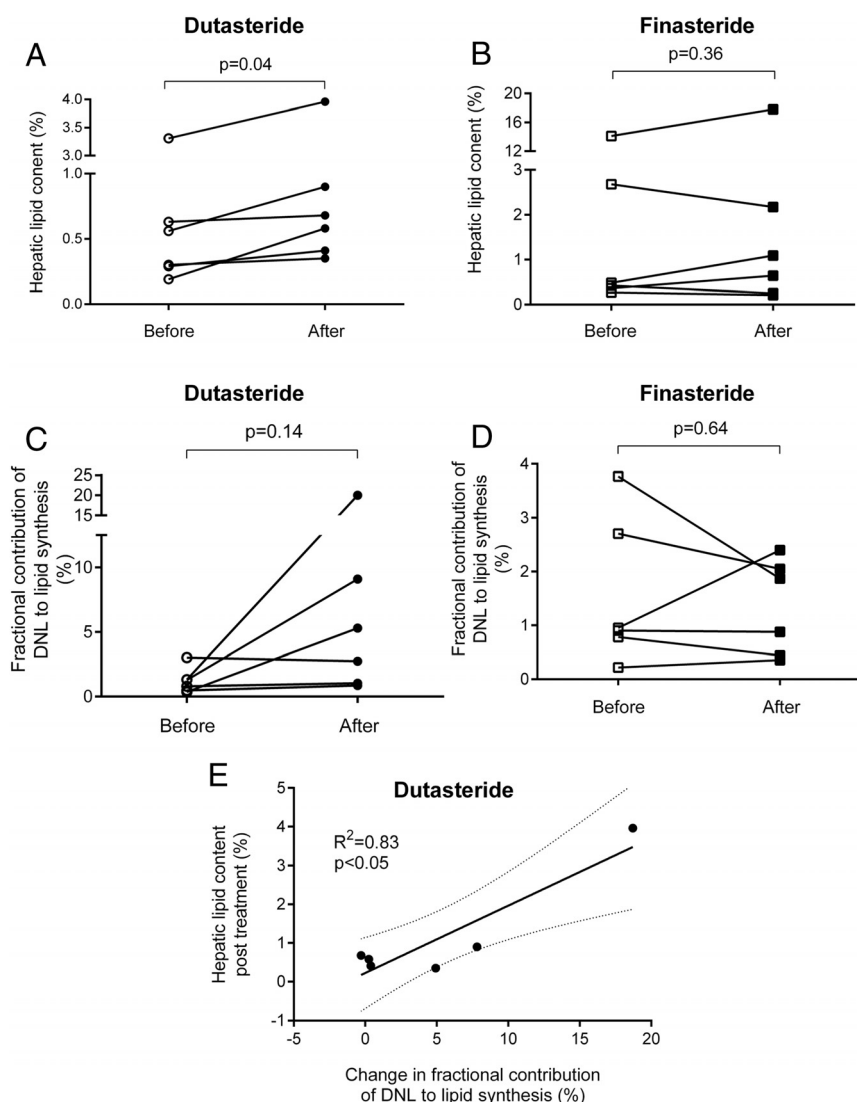 Dutasteride
A
p=0.04
Hepatic lipid conent (%)
4.0
3.5
3.0
1.0
0.5
0.0
Before
After
Finasteride
B
p=0.36
Hepatic lipid conent (%)
20
16
12
3
2
1
0
Before
After
Dutasteride
C
p=0.14
Fractional contribution of
DNL to lipid synthesis
(%)
25
20
15
10
5
0
Before
After
Finasteride
D
p=0.64
Fractional contribution of
DNL to lipid synthesis
(%)
4
3
2
1
0
Before
After
E
Dutasteride
R²=0.83
p<0.05
Hepatic lipid content
post treatment (%)
5
4
3
2
1
0
-1
-5
0
5
10
15
20
Change in fractional contribution
of DNL to lipid synthesis (%)